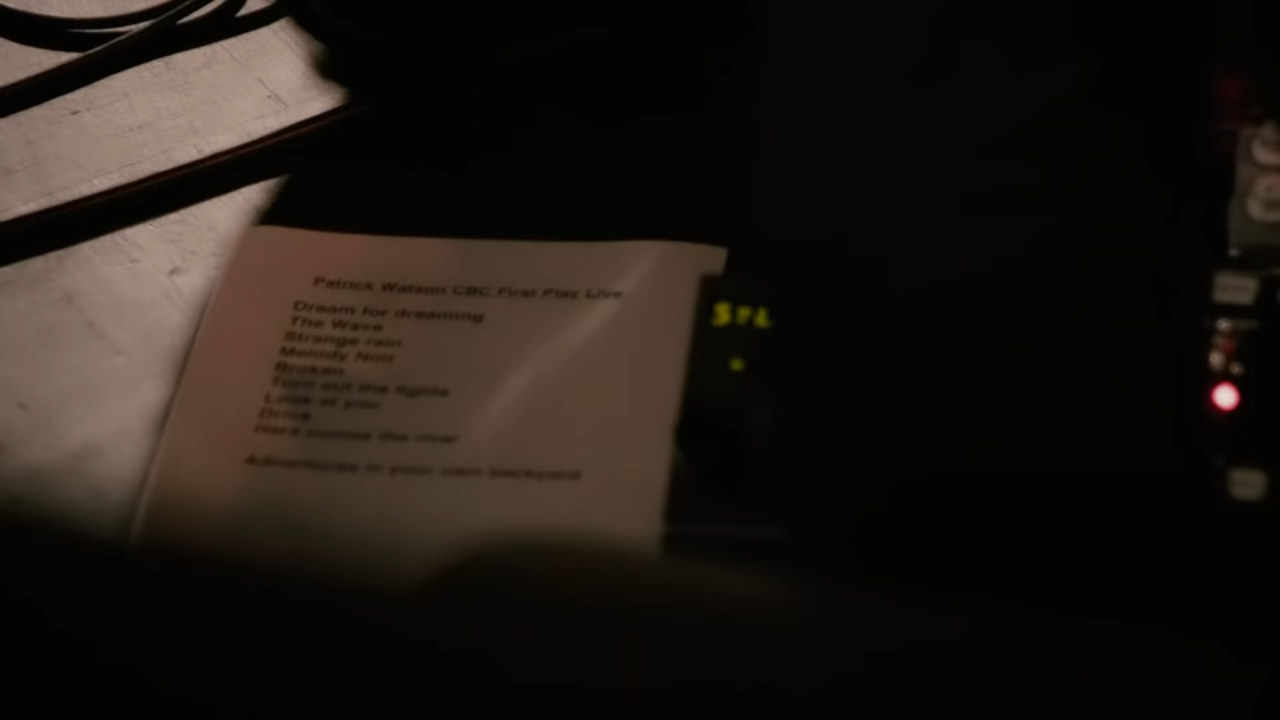 Patrick Watson CBC First Play Live
Dream for dreaming
The Wave
Strange rain
Melody Noir
Broken
Turn out the lights
Look at you
Drive
Here comes the river
Adventures in your own backyard